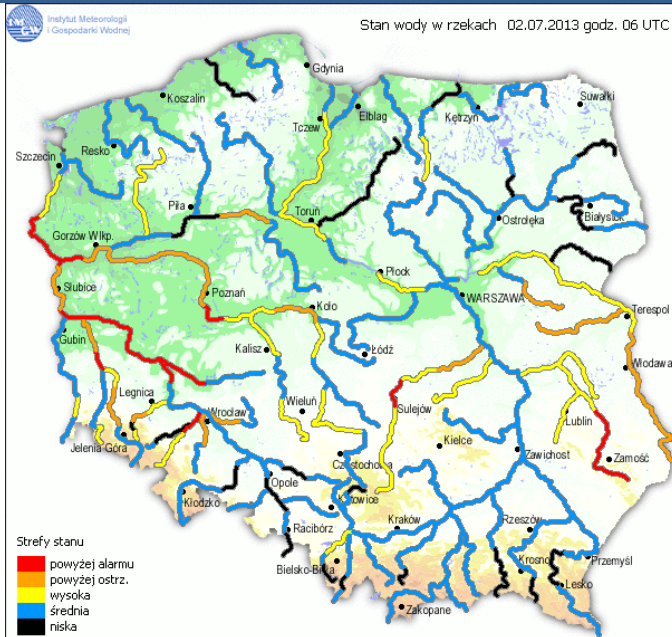 IMGW
Instytut Meteorologii
i Gospodarki Wodnej
Stan wody w rzekach 02.07.2013 godz. 06 UTC
Gdynia
Koszalin
Suwałki
Elbląg
Kętrzyn
Tczew
Resko
Szczecin
Piła
Toruń
Ostrołęka
Białystok
Gorzów Wlkp.
Płock
Słubice
Poznań
Koło
WARSZAWA
Terespol
Gubin
Kalisz
Łódź
Włodawa
Legnica
Wieluń
Sulejów
Wrocław
Lublin
Jelenia Góra
Kielce
Zawichost
Zamość
Częstochowa
Opole
Kłodzko
Katowice
Racibórz
Kraków
Rzeszów
Bielsko-Biała
Krosno
Przemyśl
Lesko
Zakopane
Strefy stanu
powyżej alarmu
powyżej ostrz.
wysoka
średnia
niska